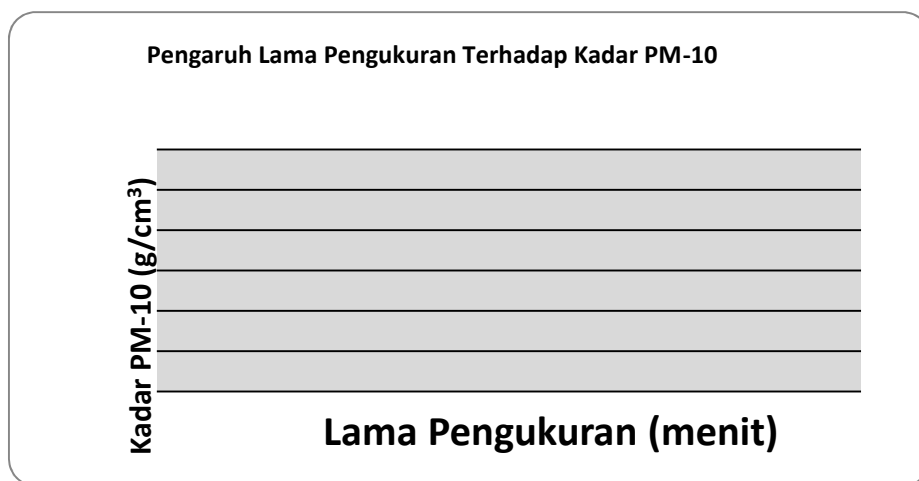 Pengaruh Lama Pengukuran Terhadap Kadar PM-10
Kadar PM-10 (g/cm³)
Lama Pengukuran (menit)